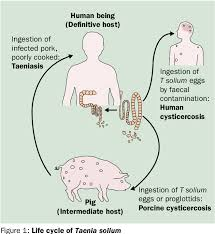 Human being
(Definitive host)
Ingestion of
infected pork,
poorly cooked:
Taeniasis
Ingestion of
T solium eggs
by faecal
contamination:
Human
cysticercosis
Pig
(Intermediate host)
Ingestion of T solium
eggs or proglottids:
Porcine cysticercosis
Figure 1: Life cycle of Taenia solium